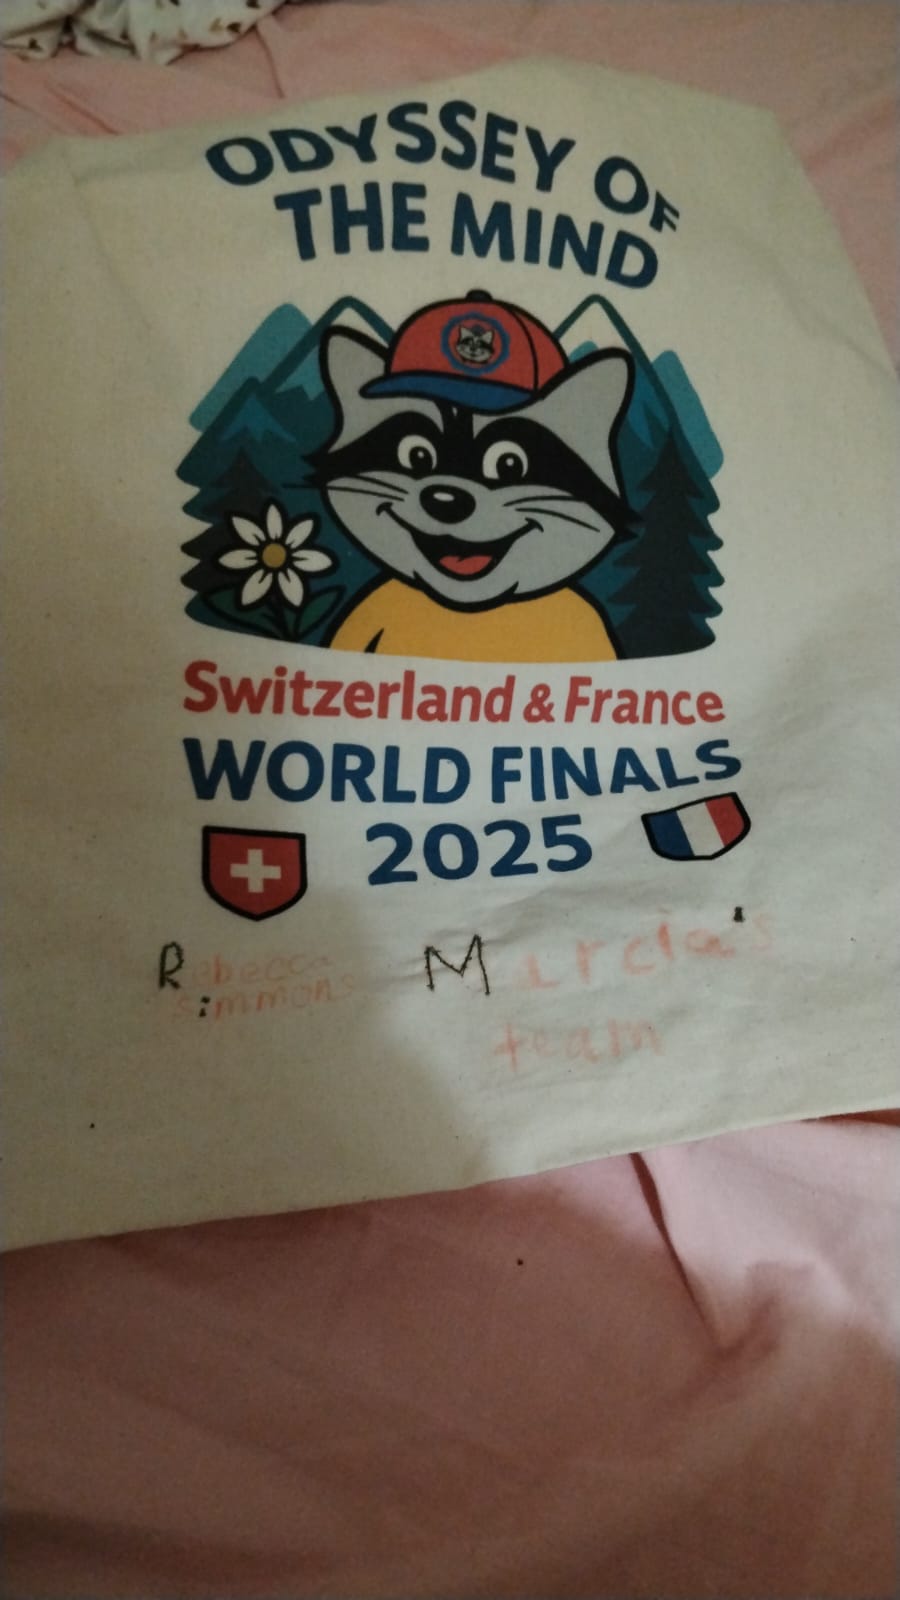 ODYSSEY OF
THE MIND
Switzerland & France
WORLD FINALS
2025
Rebecca
simmons
Marcia's
team